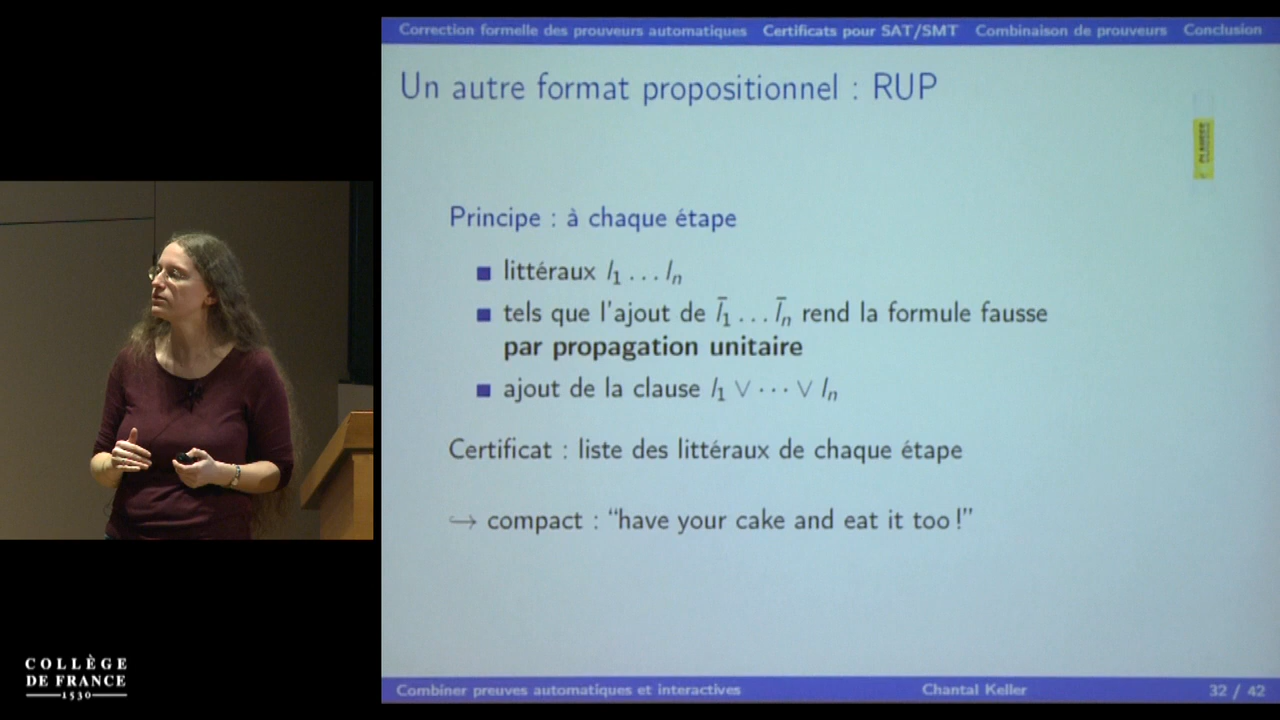 Correction formelle des prouveurs automatiques Certificats pour SAT/SMT Combinaison de prouveurs Conclusion
Un autre format propositionnel : RUP
Principe : à chaque étape
littéraux l₁ … lₙ
tels que l'ajout de l̄₁ … l̄ₙ rend la formule fausse
par propagation unitaire
ajout de la clause l₁ ∨ ⋯ ∨ lₙ
Certificat : liste des littéraux de chaque étape
↪ compact : “have your cake and eat it too !”
Combiner preuves automatiques et interactives Chantal Keller 32 / 42
COLLÈGE
DE FRANCE
1530